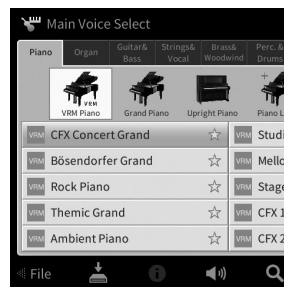 Main Voice Select
Piano
Organ
Guitar&
Bass
Strings&
Vocal
Brass&
Woodwind
Perc. &
Drums
VRM
VRM Piano
Grand Piano
Upright Piano
Piano L
VRM CFX Concert Grand
VRM Studi
VRM Bösendorfer Grand
VRM Mello
VRM Rock Piano
VRM Stage
VRM Themic Grand
VRM CFX 1
VRM Ambient Piano
VRM CFX 2
File